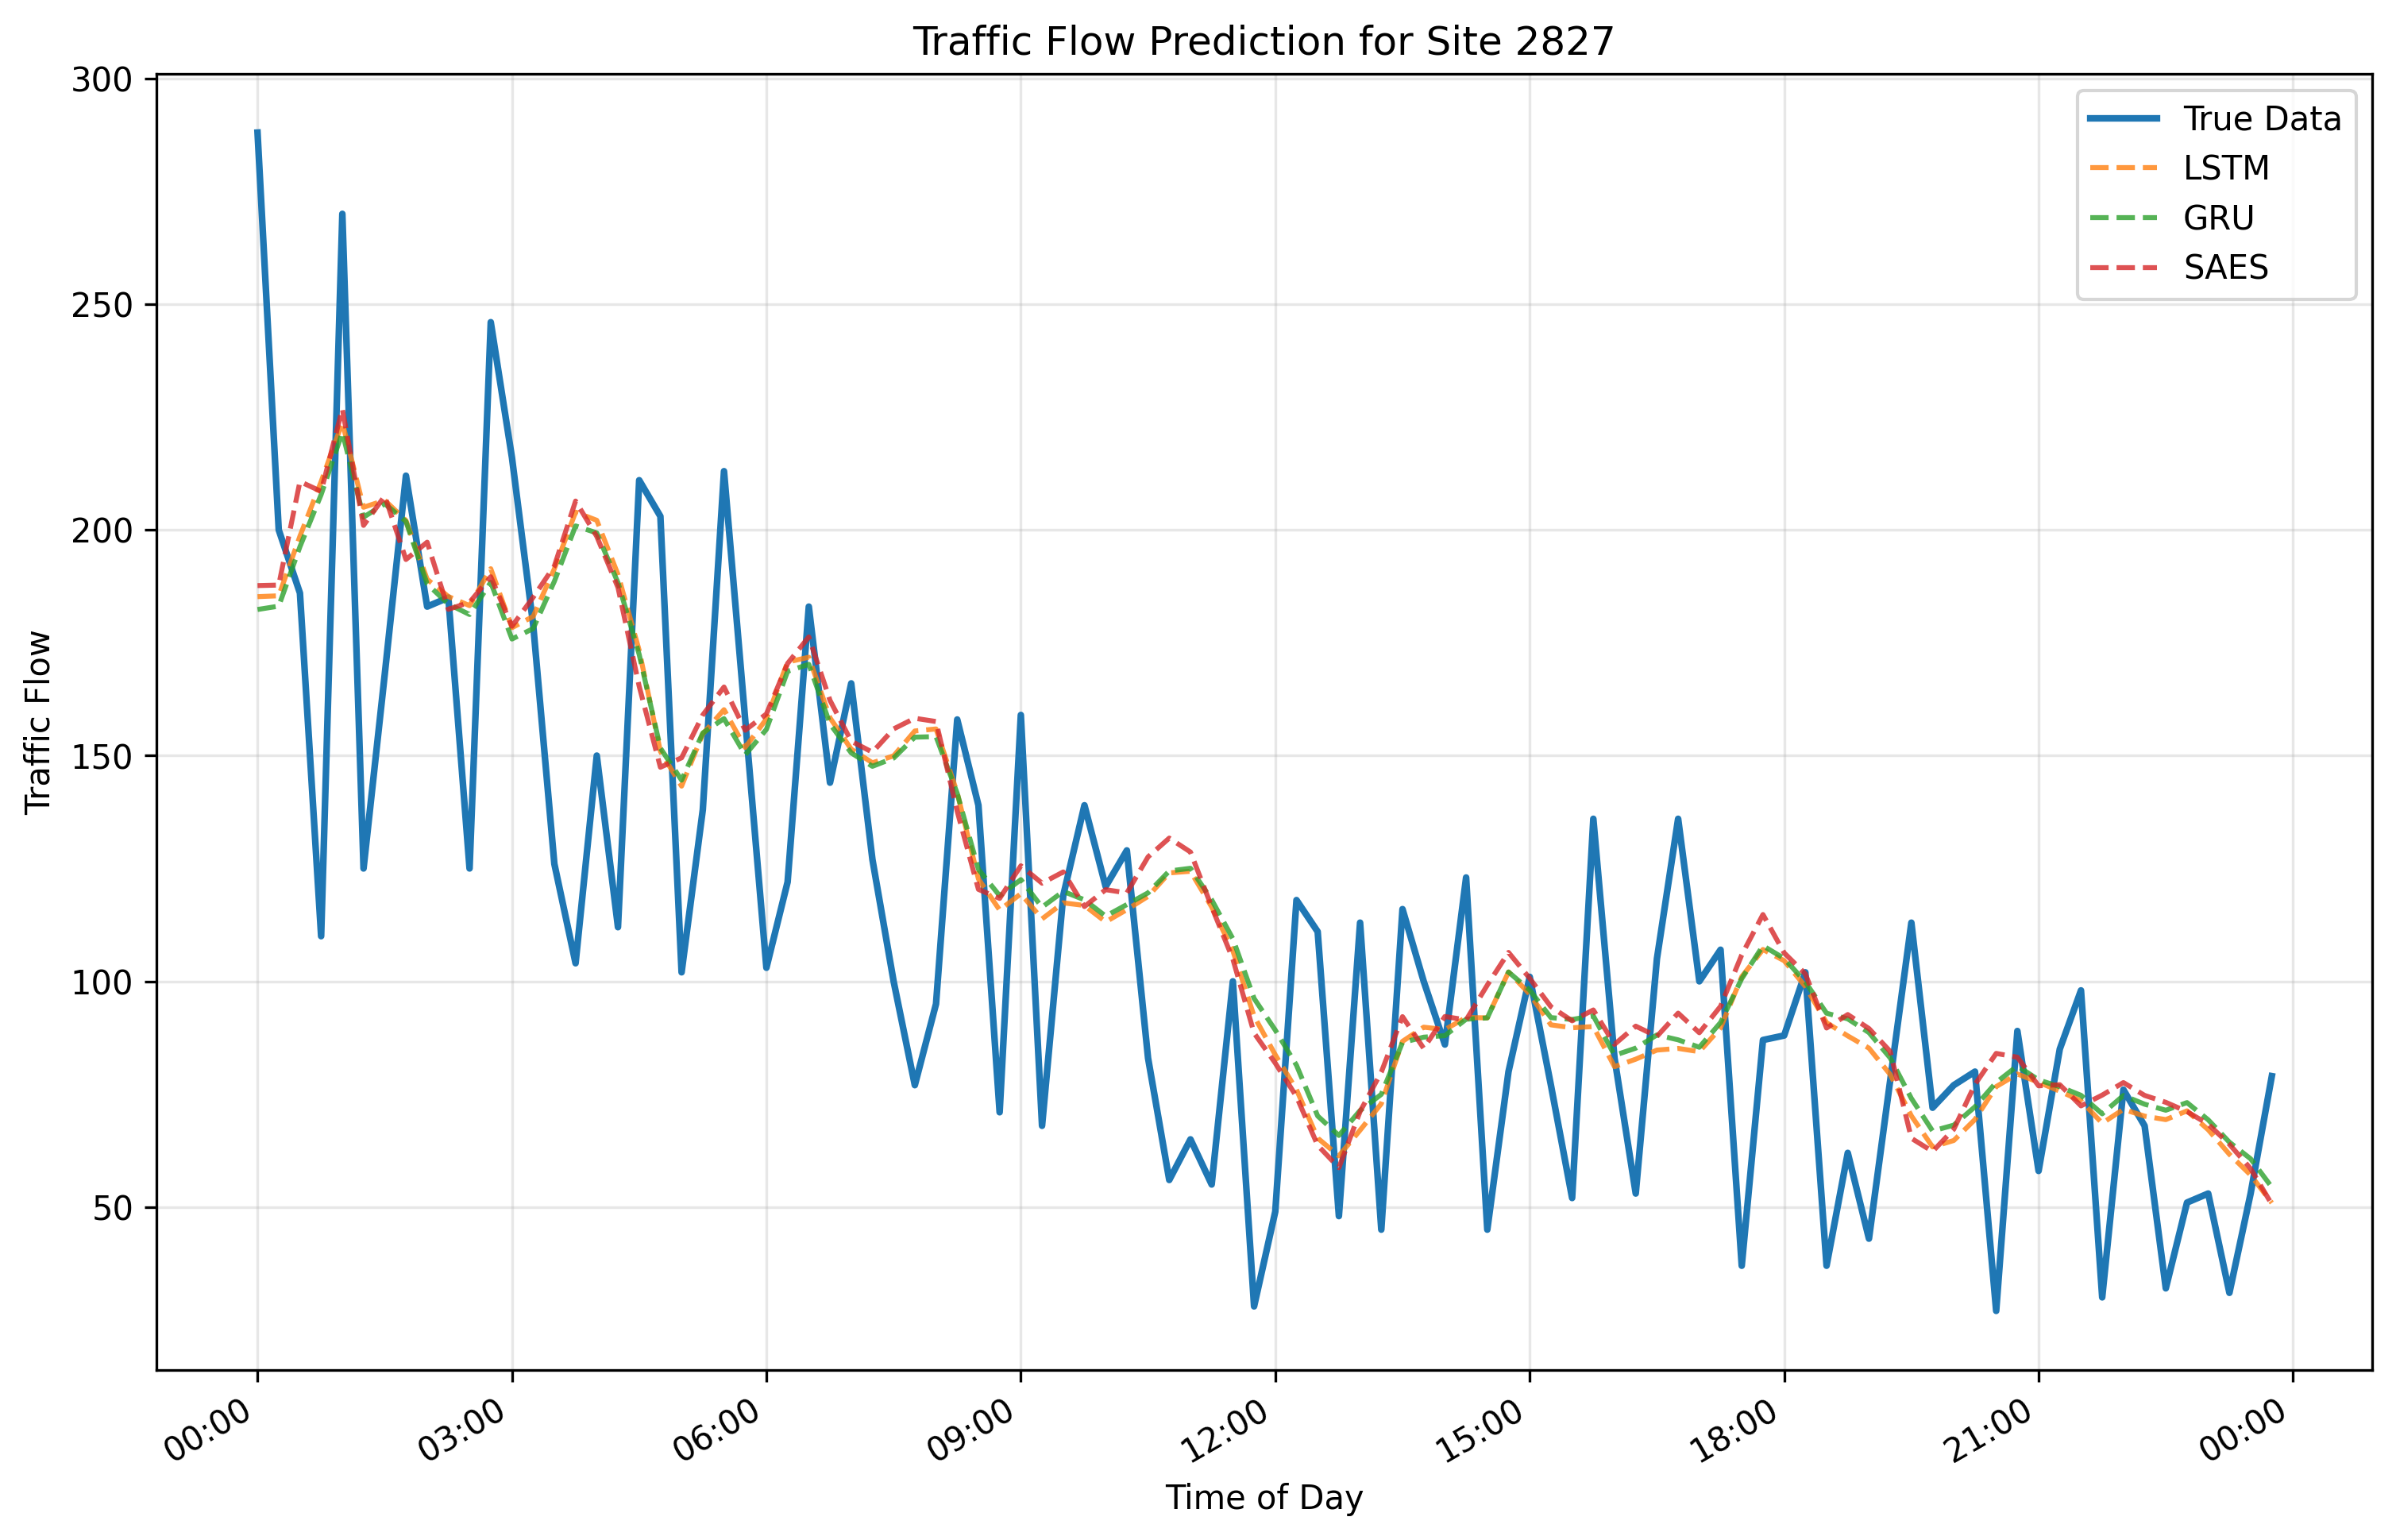 Traffic Flow Prediction for Site 2827
True Data
LSTM
GRU
SAES
Traffic Flow
300
250
200
150
100
50
00:00
03:00
06:00
09:00
12:00
15:00
18:00
21:00
00:00
Time of Day